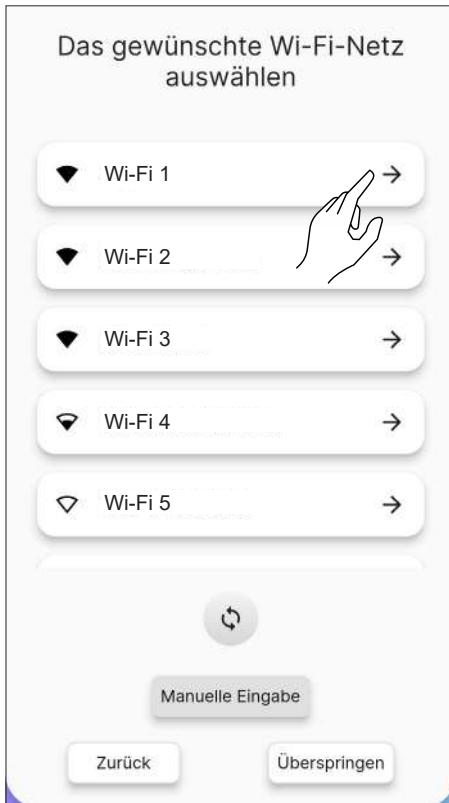 Das gewünschte Wi-Fi-Netz
auswählen
Wi-Fi 1
Wi-Fi 2
Wi-Fi 3
Wi-Fi 4
Wi-Fi 5
Manuelle Eingabe
Zurück
Überspringen